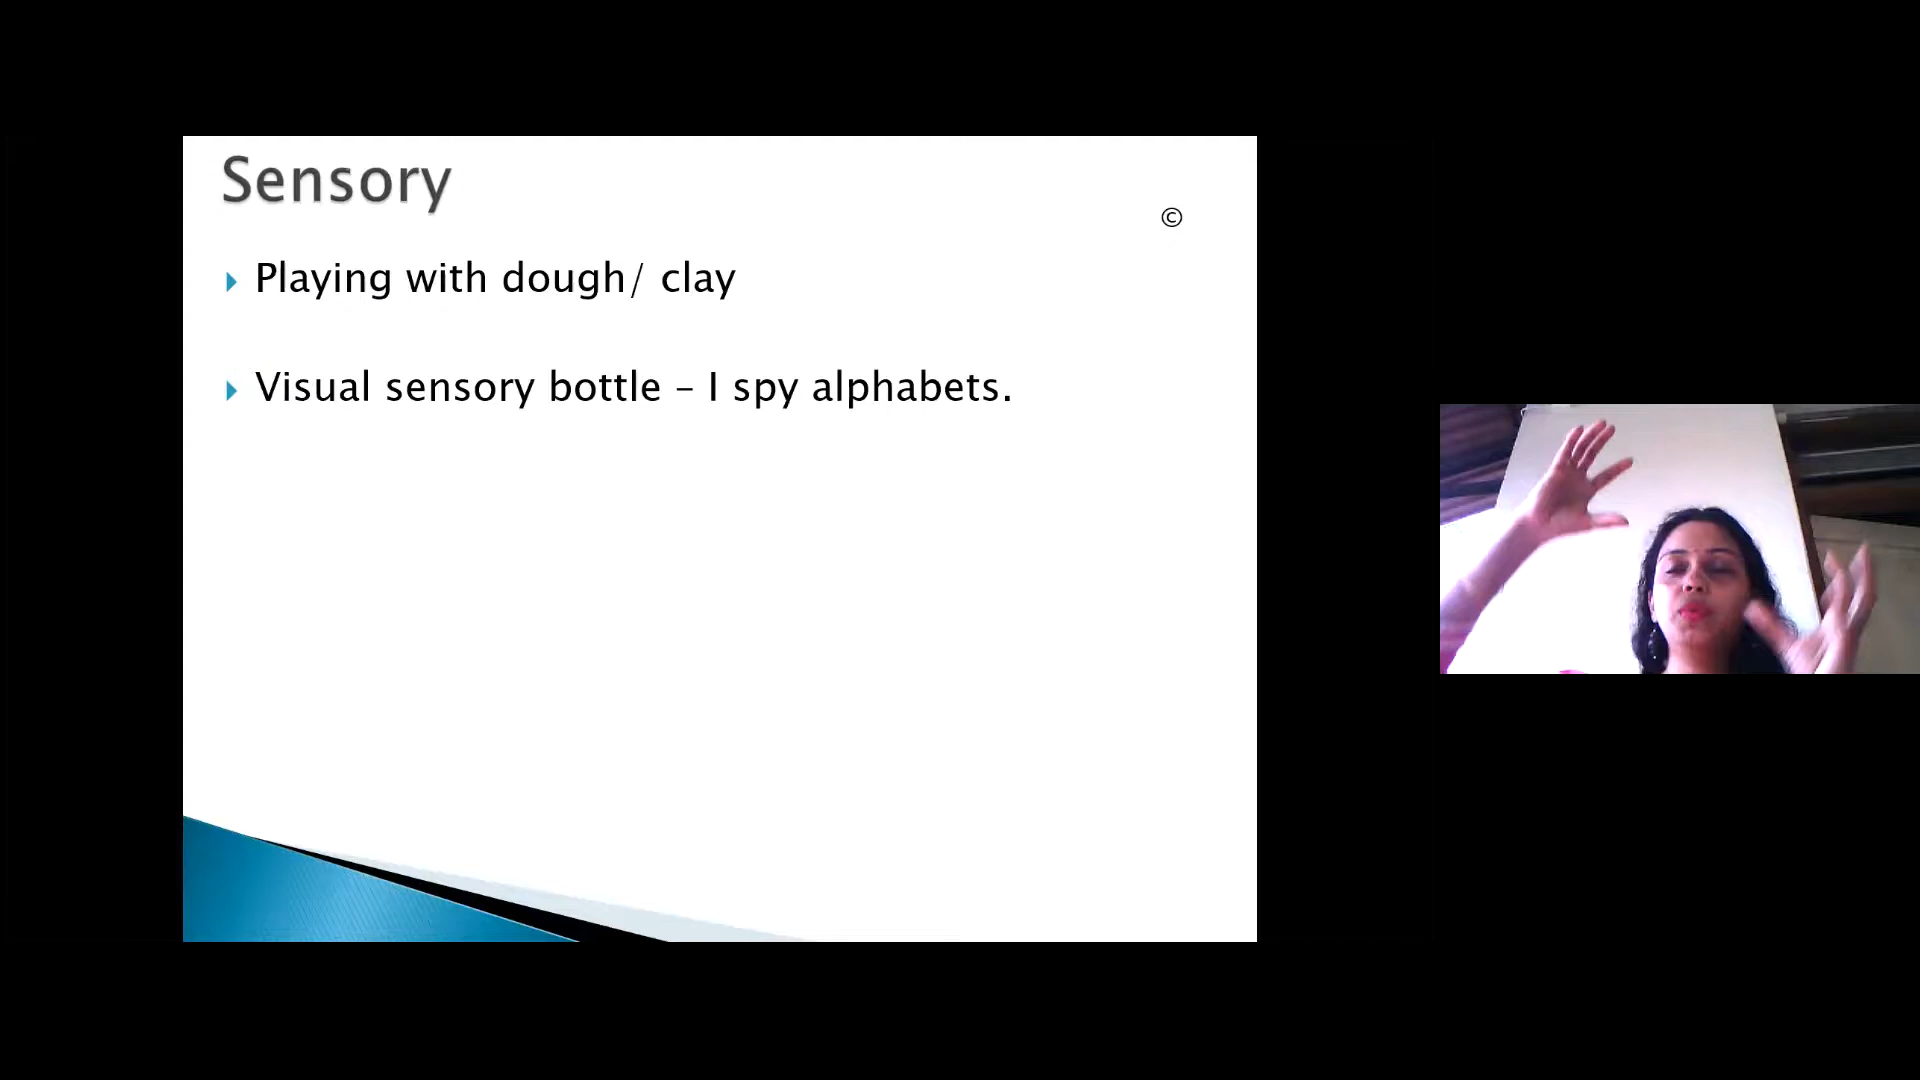 Sensory
©
Playing with dough/ clay
Visual sensory bottle – I spy alphabets.